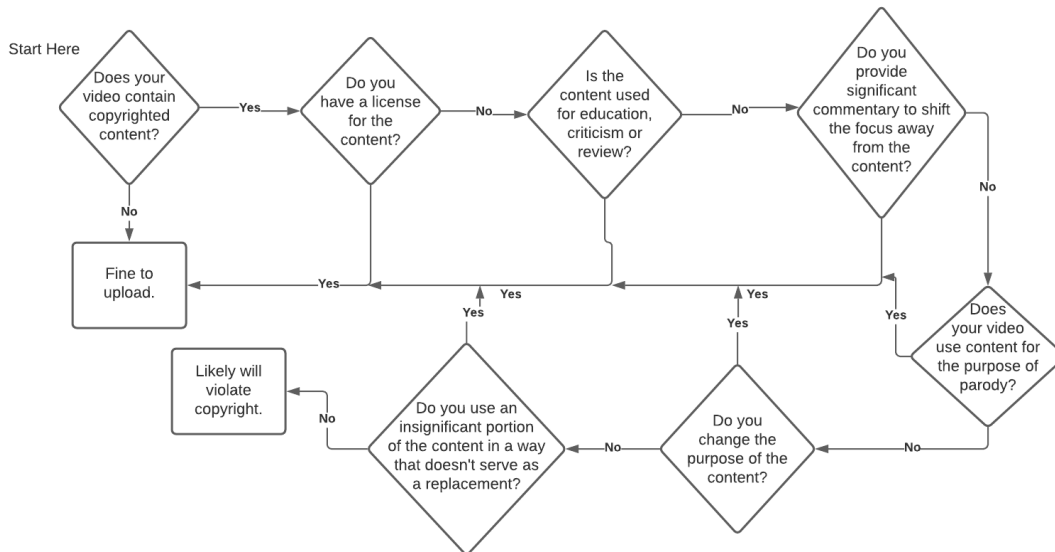 Start Here
Does your
video contain
copyrighted
content?
Yes
Do you
have a license
for the
content?
No
Is the
content used
for education,
criticism or
review?
No
Do you
provide
significant
commentary to shift
the focus away
from the
content?
No
No
Fine to
upload.
Yes
Yes
Yes
Yes
Yes
Yes
Does
your video
use content for
the purpose of
parody?
Likely will
violate
copyright.
No
Do you use an
insignificant portion
of the content in a way
that doesn't serve as
a replacement?
No
Do you
change the
purpose of the
content?
No